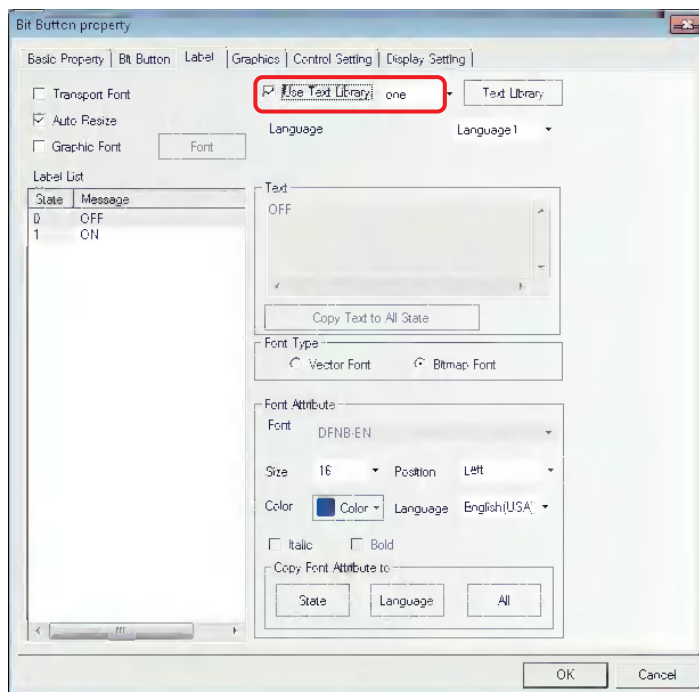 Bit Button property
Basic Property Bit Button Label Graphics Control Setting Display Setting
Transport Font
Use Text Library one Text Library
Auto Resize
Language Language1
Graphic Font Font
Label List
State Message
0 OFF
1 ON
Text
OFF
Copy Text to All State
Font Type
Vector Font Bitmap Font
Font Attribute
Font DFNB-EN
Size 16 Position Left
Color Color Language English(USA)
Italic Bold
Copy Font Attribute to
State Language All
OK Cancel